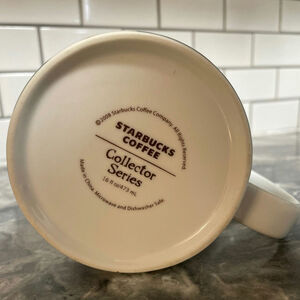 ©2008 Starbucks Coffee Company. All Rights Reserved.
STARBUCKS
COFFEE
Collector
Series
16 fl oz/473 mL
Made in China. Microwave and Dishwasher Safe.